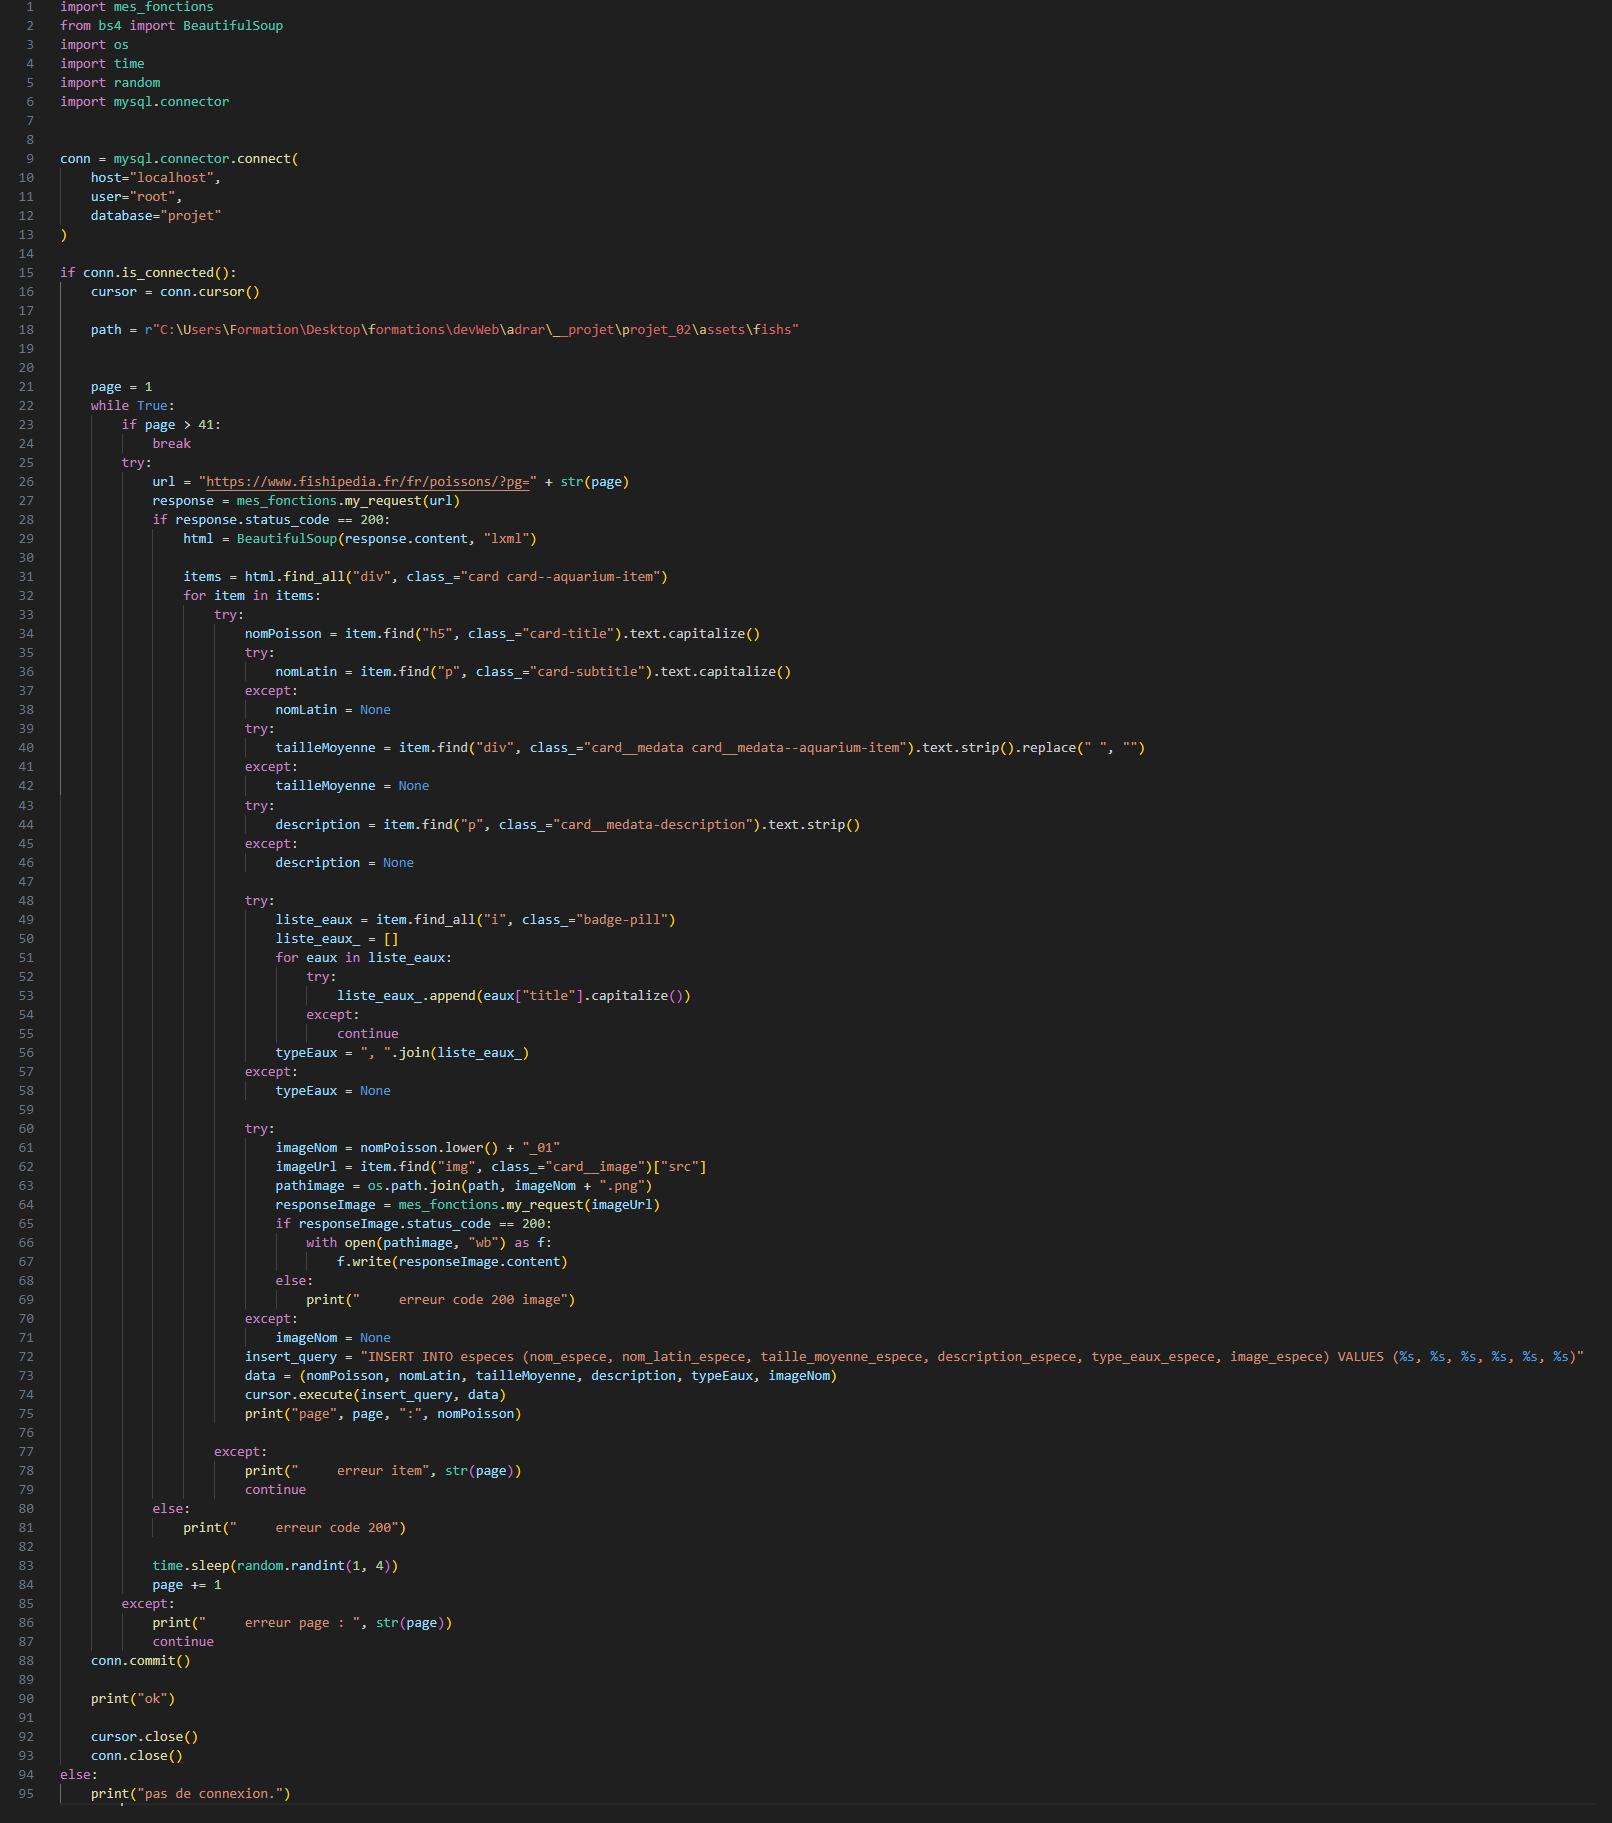 1 import mes_fonctions
2 from bs4 import BeautifulSoup
3 import os
4 import time
5 import random
6 import mysql.connector
7
8
9 conn = mysql.connector.connect(
10     host="localhost",
11     user="root",
12     database="projet"
13 )
14
15 if conn.is_connected():
16     cursor = conn.cursor()
17
18     path = r"C:\Users\Formation\Desktop\formations\devWeb\adrar\__projet\projet_02\assets\fishs"
19
20
21     page = 1
22     while True:
23         if page > 41:
24             break
25         try:
26             url = "https://www.fishipedia.fr/fr/poissons/?pg=" + str(page)
27             response = mes_fonctions.my_request(url)
28             if response.status_code == 200:
29                 html = BeautifulSoup(response.content, "lxml")
30
31                 items = html.find_all("div", class_="card card--aquarium-item")
32                 for item in items:
33                     try:
34                         nomPoisson = item.find("h5", class_="card-title").text.capitalize()
35                         try:
36                             nomLatin = item.find("p", class_="card-subtitle").text.capitalize()
37                         except:
38                             nomLatin = None
39                         try:
40                             tailleMoyenne = item.find("div", class_="card__medata card__medata--aquarium-item").text.strip().replace(" ", "")
41                         except:
42                             tailleMoyenne = None
43                         try:
44                             description = item.find("p", class_="card__medata-description").text.strip()
45                         except:
46                             description = None
47
48                         try:
49                             liste_eaux = item.find_all("i", class_="badge-pill")
50                             liste_eaux_ = []
51                             for eaux in liste_eaux:
52                                 try:
53                                     liste_eaux_.append(eaux["title"].capitalize())
54                                 except:
55                                     continue
56                             typeEaux = ", ".join(liste_eaux_)
57                         except:
58                             typeEaux = None
59
60                         try:
61                             imageNom = nomPoisson.lower() + "_01"
62                             imageUrl = item.find("img", class_="card__image")["src"]
63                             pathimage = os.path.join(path, imageNom + ".png")
64                             responseImage = mes_fonctions.my_request(imageUrl)
65                             if responseImage.status_code == 200:
66                                 with open(pathimage, "wb") as f:
67                                     f.write(responseImage.content)
68                             else:
69                                 print("     erreur code 200 image")
70                         except:
71                             imageNom = None
72                         insert_query = "INSERT INTO especes (nom_espece, nom_latin_espece, taille_moyenne_espece, description_espece, type_eaux_espece, image_espece) VALUES (%s, %s, %s, %s, %s, %s)"
73                         data = (nomPoisson, nomLatin, tailleMoyenne, description, typeEaux, imageNom)
74                         cursor.execute(insert_query, data)
75                         print("page", page, ":", nomPoisson)
76
77                     except:
78                         print("     erreur item", str(page))
79                         continue
80             else:
81                 print("     erreur code 200")
82
83             time.sleep(random.randint(1, 4))
84             page += 1
85         except:
86             print("     erreur page : ", str(page))
87             continue
88     conn.commit()
89
90     print("ok")
91
92     cursor.close()
93     conn.close()
94 else:
95     print("pas de connexion.")